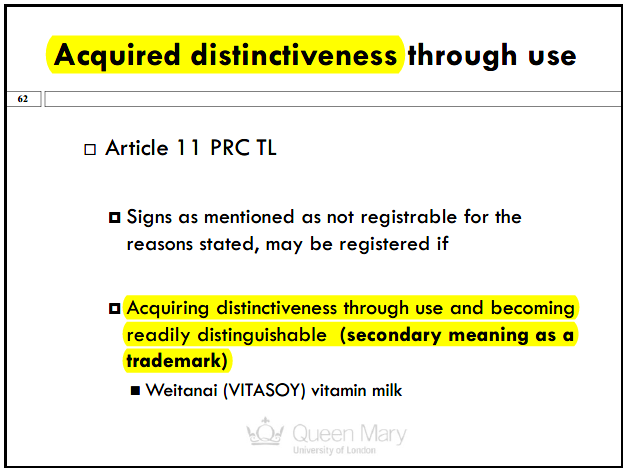 Acquired distinctiveness through use
62
Article 11 PRC TL
Signs as mentioned as not registrable for the
reasons stated, may be registered if
Acquiring distinctiveness through use and becoming
readily distinguishable (secondary meaning as a
trademark)
Weitanai (VITASOY) vitamin milk
Queen Mary
University of London